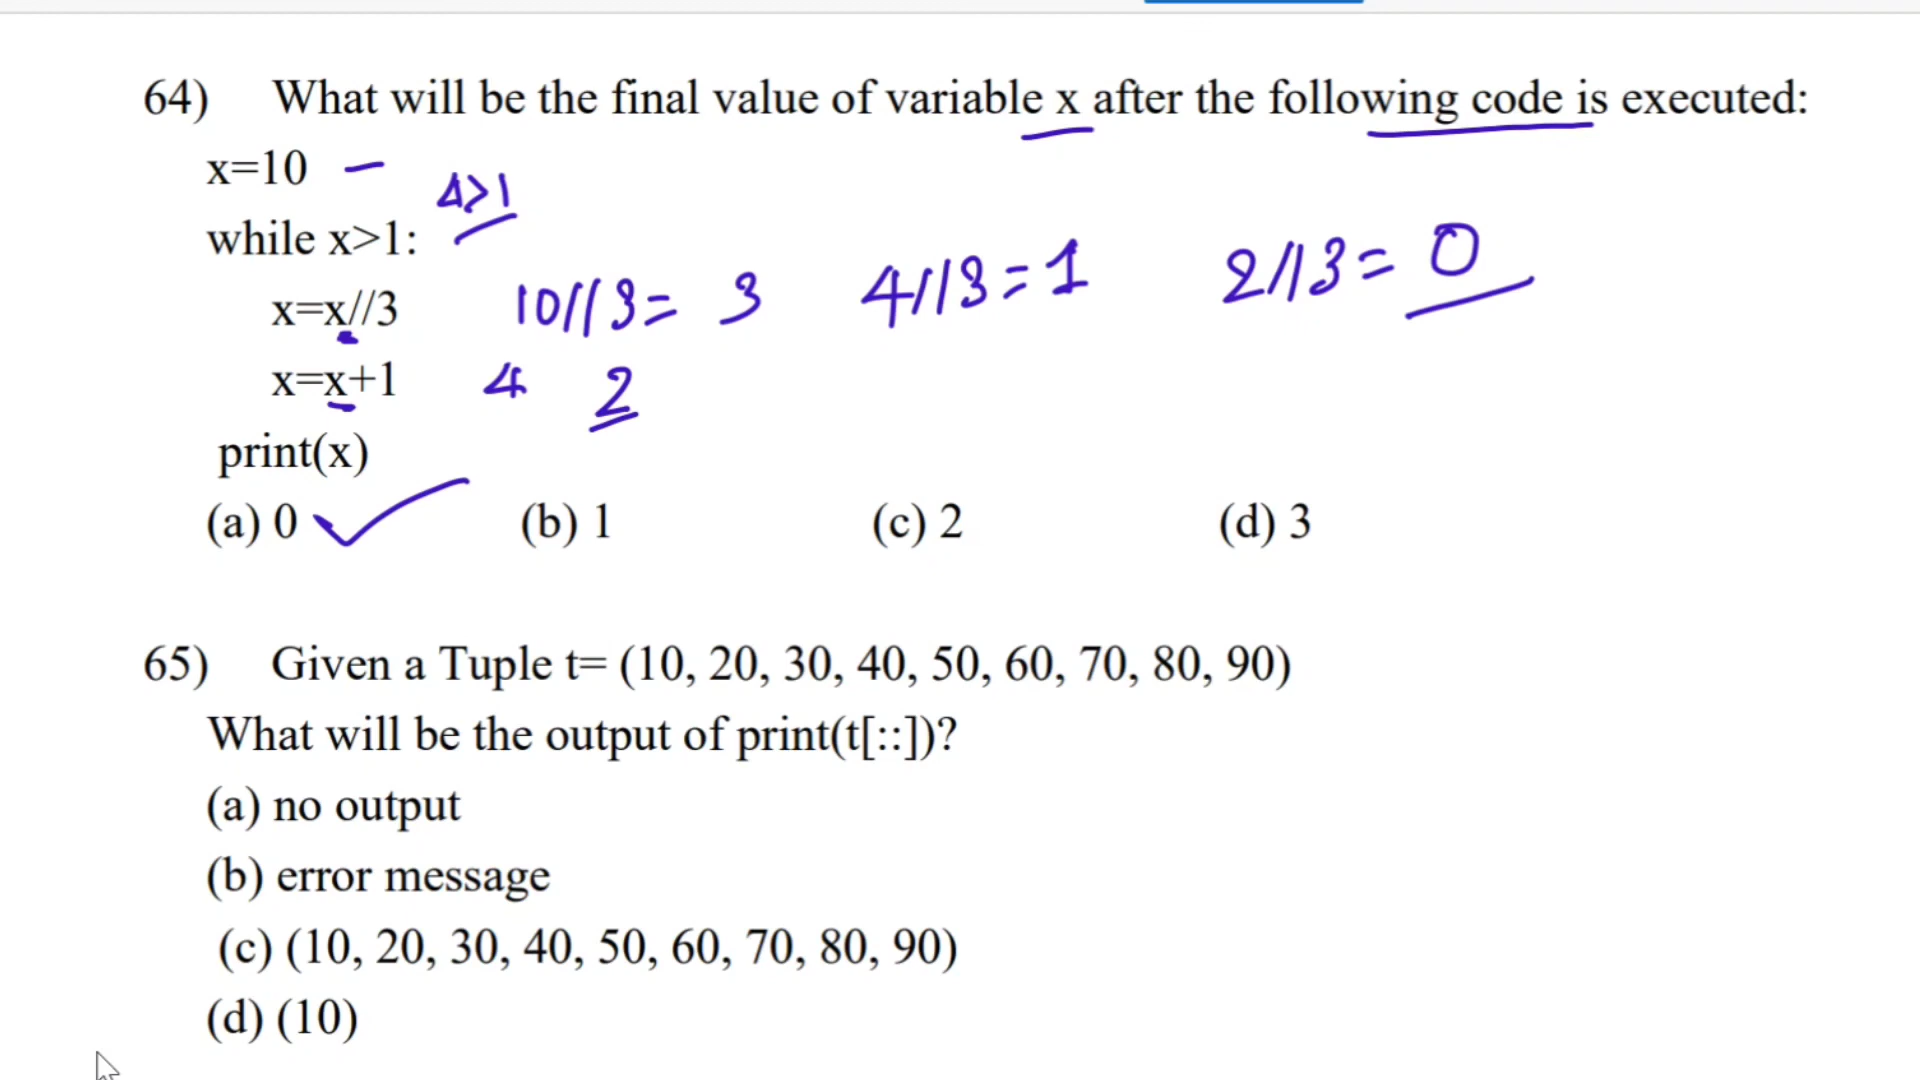 64) What will be the final value of variable x after the following code is executed:
x=10 –
4>1
while x>1:
x=x//3 10//3= 3 4//3=1 2//3= 0
x=x+1 4 2
print(x)
(a) 0 ✓ (b) 1 (c) 2 (d) 3
65) Given a Tuple t= (10, 20, 30, 40, 50, 60, 70, 80, 90)
What will be the output of print(t[::])?
(a) no output
(b) error message
(c) (10, 20, 30, 40, 50, 60, 70, 80, 90)
(d) (10)